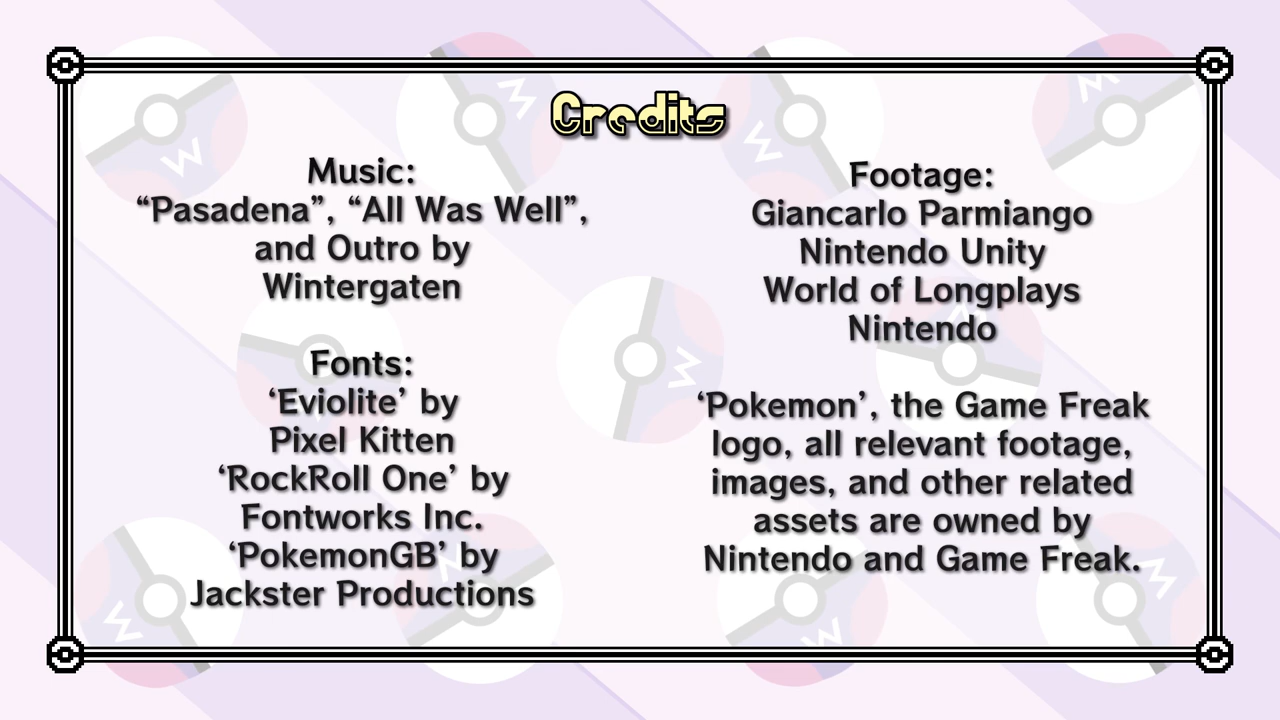 Credits
Music:
“Pasadena”, “All Was Well”,
and Outro by
Wintergaten
Fonts:
‘Eviolite’ by
Pixel Kitten
‘RockRoll One’ by
Fontworks Inc.
‘PokemonGB’ by
Jackster Productions
Footage:
Giancarlo Parmiango
Nintendo Unity
World of Longplays
Nintendo
‘Pokemon’, the Game Freak
logo, all relevant footage,
images, and other related
assets are owned by
Nintendo and Game Freak.